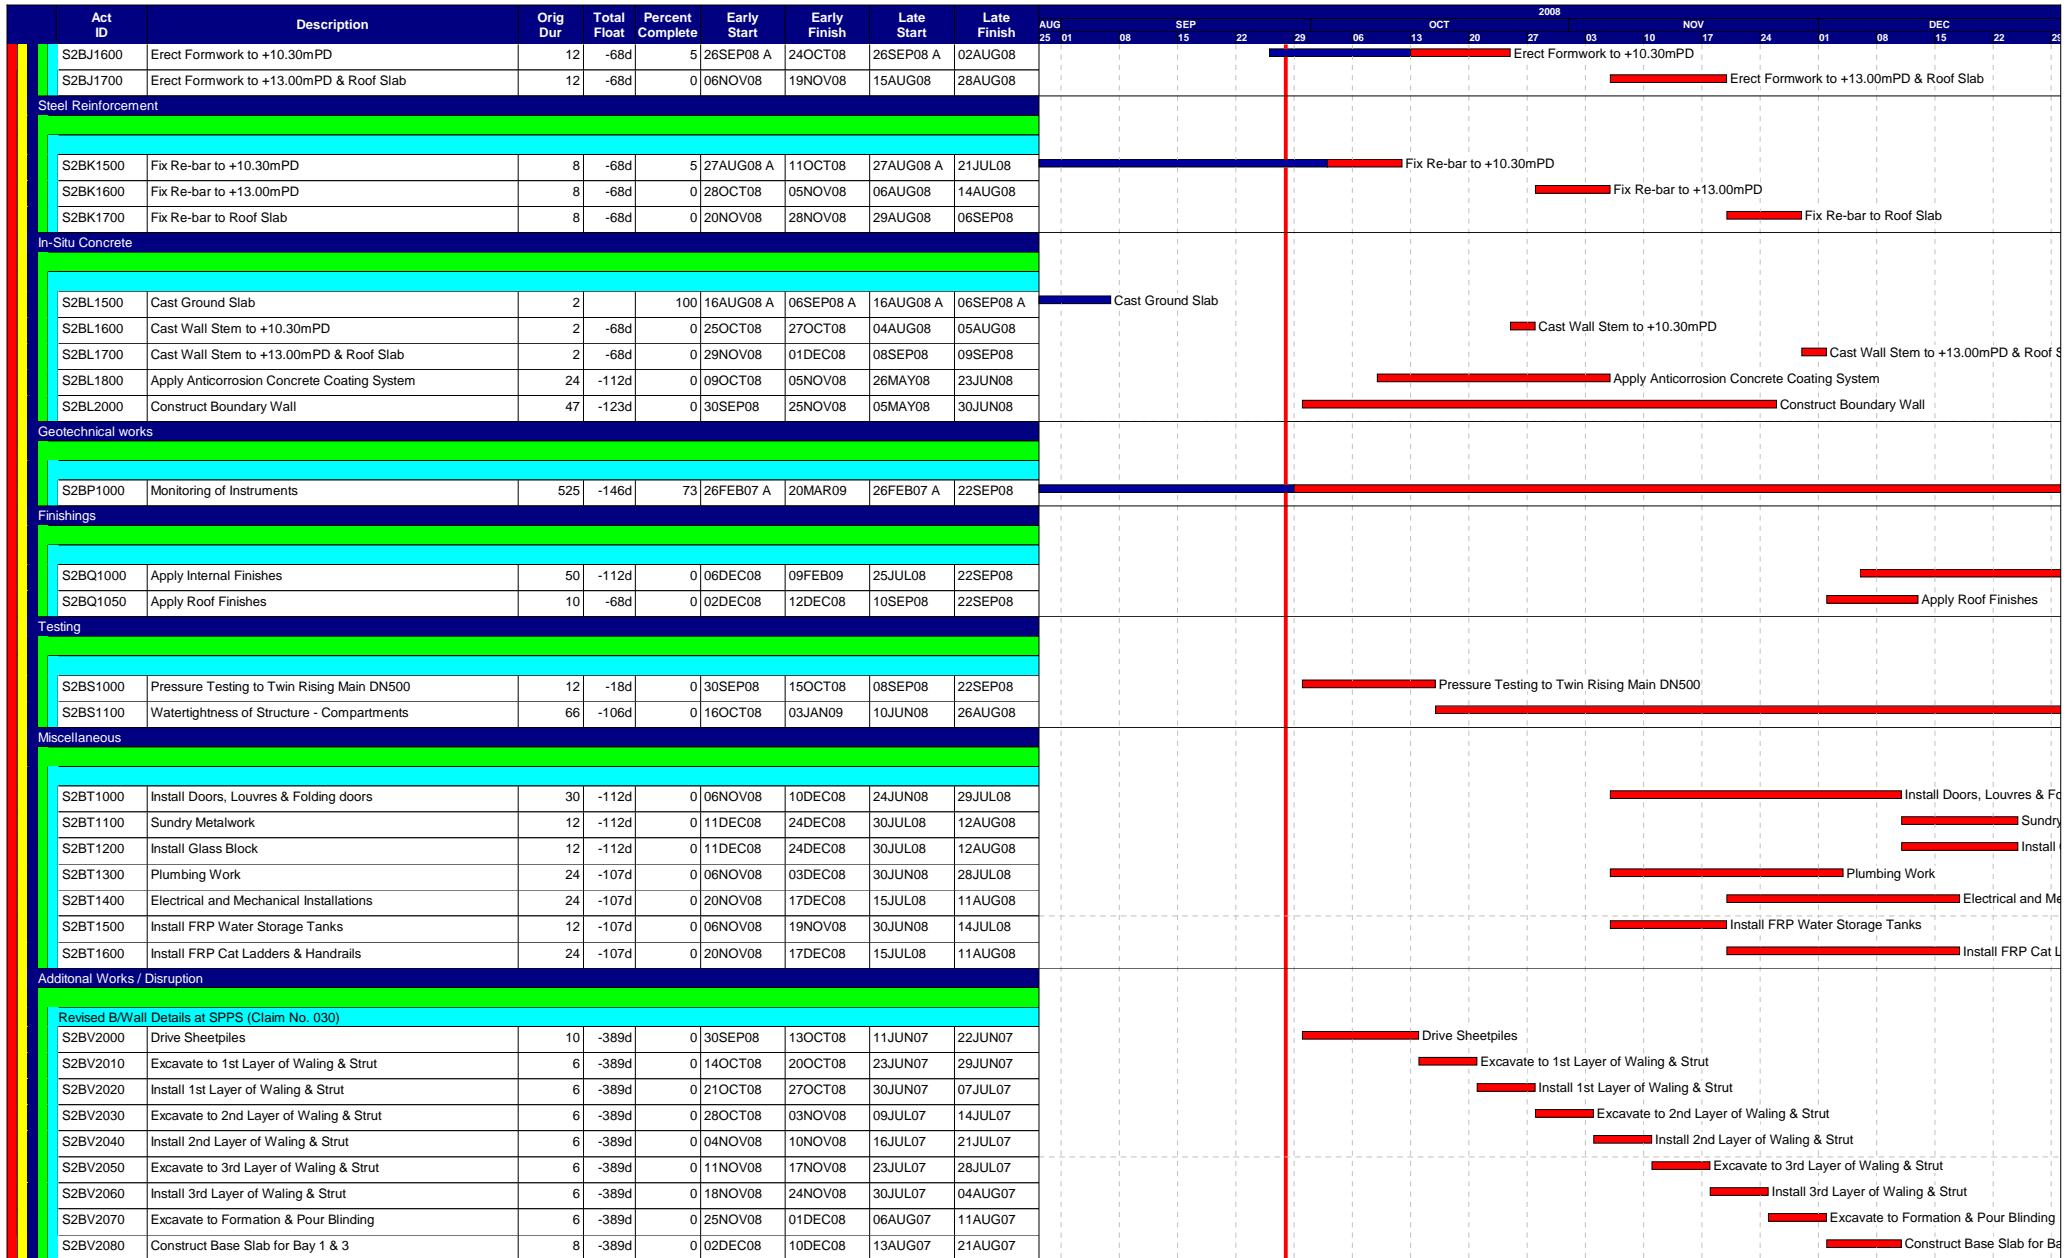 Act ID Description Orig Dur Total Float Percent Complete Early Start Early Finish Late Start Late Finish
2008
AUG SEP OCT NOV DEC
25 01 08 15 22 29 06 13 20 27 03 10 17 24 01 08 15 22 29
S2BJ1600 Erect Formwork to +10.30mPD 12 -68d 5 26SEP08 A 24OCT08 26SEP08 A 02AUG08 Erect Formwork to +10.30mPD
S2BJ1700 Erect Formwork to +13.00mPD & Roof Slab 12 -68d 0 06NOV08 19NOV08 15AUG08 28AUG08 Erect Formwork to +13.00mPD & Roof Slab
Steel Reinforcement
S2BK1500 Fix Re-bar to +10.30mPD 8 -68d 5 27AUG08 A 11OCT08 27AUG08 A 21JUL08 Fix Re-bar to +10.30mPD
S2BK1600 Fix Re-bar to +13.00mPD 8 -68d 0 28OCT08 05NOV08 06AUG08 14AUG08 Fix Re-bar to +13.00mPD
S2BK1700 Fix Re-bar to Roof Slab 8 -68d 0 20NOV08 28NOV08 29AUG08 06SEP08 Fix Re-bar to Roof Slab
In-Situ Concrete
S2BL1500 Cast Ground Slab 2 100 16AUG08 A 06SEP08 A 16AUG08 A 06SEP08 A Cast Ground Slab
S2BL1600 Cast Wall Stem to +10.30mPD 2 -68d 0 25OCT08 27OCT08 04AUG08 05AUG08 Cast Wall Stem to +10.30mPD
S2BL1700 Cast Wall Stem to +13.00mPD & Roof Slab 2 -68d 0 29NOV08 01DEC08 08SEP08 09SEP08 Cast Wall Stem to +13.00mPD & Roof S
S2BL1800 Apply Anticorrosion Concrete Coating System 24 -112d 0 09OCT08 05NOV08 26MAY08 23JUN08 Apply Anticorrosion Concrete Coating System
S2BL2000 Construct Boundary Wall 47 -123d 0 30SEP08 25NOV08 05MAY08 30JUN08 Construct Boundary Wall
Geotechnical works
S2BP1000 Monitoring of Instruments 525 -146d 73 26FEB07 A 20MAR09 26FEB07 A 22SEP08
Finishings
S2BQ1000 Apply Internal Finishes 50 -112d 0 06DEC08 09FEB09 25JUL08 22SEP08
S2BQ1050 Apply Roof Finishes 10 -68d 0 02DEC08 12DEC08 10SEP08 22SEP08 Apply Roof Finishes
Testing
S2BS1000 Pressure Testing to Twin Rising Main DN500 12 -18d 0 30SEP08 15OCT08 08SEP08 22SEP08 Pressure Testing to Twin Rising Main DN500
S2BS1100 Watertightness of Structure - Compartments 66 -106d 0 16OCT08 03JAN09 10JUN08 26AUG08
Miscellaneous
S2BT1000 Install Doors, Louvres & Folding doors 30 -112d 0 06NOV08 10DEC08 24JUN08 29JUL08 Install Doors, Louvres & Fo
S2BT1100 Sundry Metalwork 12 -112d 0 11DEC08 24DEC08 30JUL08 12AUG08 Sundry
S2BT1200 Install Glass Block 12 -112d 0 11DEC08 24DEC08 30JUL08 12AUG08 Install
S2BT1300 Plumbing Work 24 -107d 0 06NOV08 03DEC08 30JUN08 28JUL08 Plumbing Work
S2BT1400 Electrical and Mechanical Installations 24 -107d 0 20NOV08 17DEC08 15JUL08 11AUG08 Electrical and Me
S2BT1500 Install FRP Water Storage Tanks 12 -107d 0 06NOV08 19NOV08 30JUN08 14JUL08 Install FRP Water Storage Tanks
S2BT1600 Install FRP Cat Ladders & Handrails 24 -107d 0 20NOV08 17DEC08 15JUL08 11AUG08 Install FRP Cat L
Additonal Works / Disruption
Revised B/Wall Details at SPPS (Claim No. 030)
S2BV2000 Drive Sheetpiles 10 -389d 0 30SEP08 13OCT08 11JUN07 22JUN07 Drive Sheetpiles
S2BV2010 Excavate to 1st Layer of Waling & Strut 6 -389d 0 14OCT08 20OCT08 23JUN07 29JUN07 Excavate to 1st Layer of Waling & Strut
S2BV2020 Install 1st Layer of Waling & Strut 6 -389d 0 21OCT08 27OCT08 30JUN07 07JUL07 Install 1st Layer of Waling & Strut
S2BV2030 Excavate to 2nd Layer of Waling & Strut 6 -389d 0 28OCT08 03NOV08 09JUL07 14JUL07 Excavate to 2nd Layer of Waling & Strut
S2BV2040 Install 2nd Layer of Waling & Strut 6 -389d 0 04NOV08 10NOV08 16JUL07 21JUL07 Install 2nd Layer of Waling & Strut
S2BV2050 Excavate to 3rd Layer of Waling & Strut 6 -389d 0 11NOV08 17NOV08 23JUL07 28JUL07 Excavate to 3rd Layer of Waling & Strut
S2BV2060 Install 3rd Layer of Waling & Strut 6 -389d 0 18NOV08 24NOV08 30JUL07 04AUG07 Install 3rd Layer of Waling & Strut
S2BV2070 Excavate to Formation & Pour Blinding 6 -389d 0 25NOV08 01DEC08 06AUG07 11AUG07 Excavate to Formation & Pour Blinding
S2BV2080 Construct Base Slab for Bay 1 & 3 8 -389d 0 02DEC08 10DEC08 13AUG07 21AUG07 Construct Base Slab for Ba